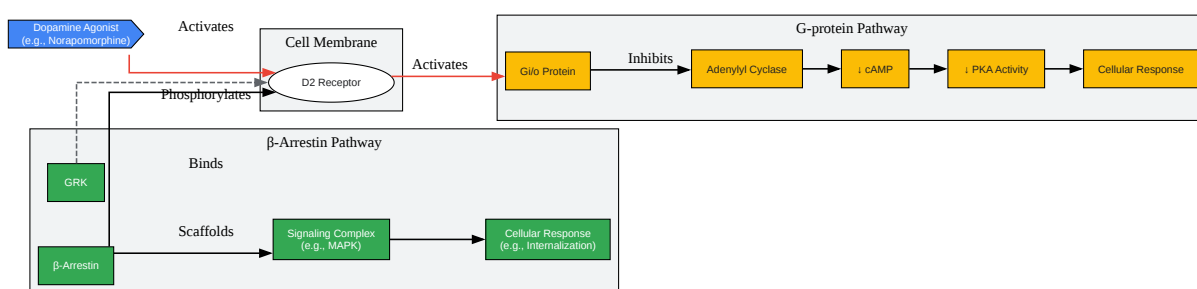 Dopamine Agonist
(e.g., Norapomorphine)
Activates
Cell Membrane
D2 Receptor
Phosphorylates
Activates
G-protein Pathway
Gi/o Protein
Inhibits
Adenylyl Cyclase
↓ cAMP
↓ PKA Activity
Cellular Response
β-Arrestin Pathway
Binds
GRK
Scaffolds
β-Arrestin
Signaling Complex
(e.g., MAPK)
Cellular Response
(e.g., Internalization)